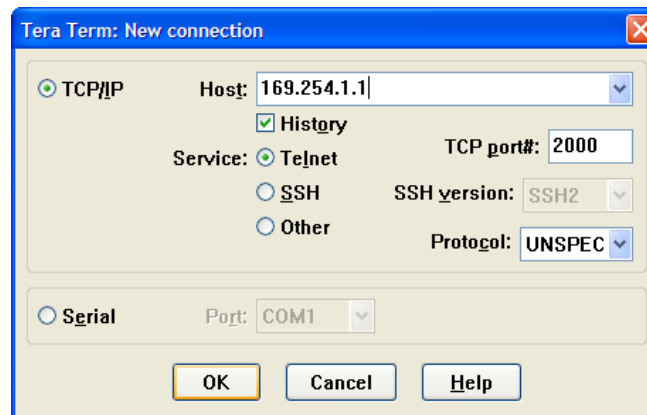 Tera Term: New connection
TCP/IP
Host: 169.254.1.1
History
Service: Telnet
TCP port#: 2000
SSH
SSH version: SSH2
Other
Protocol: UNSPEC
Serial
Port: COM1
OK
Cancel
Help